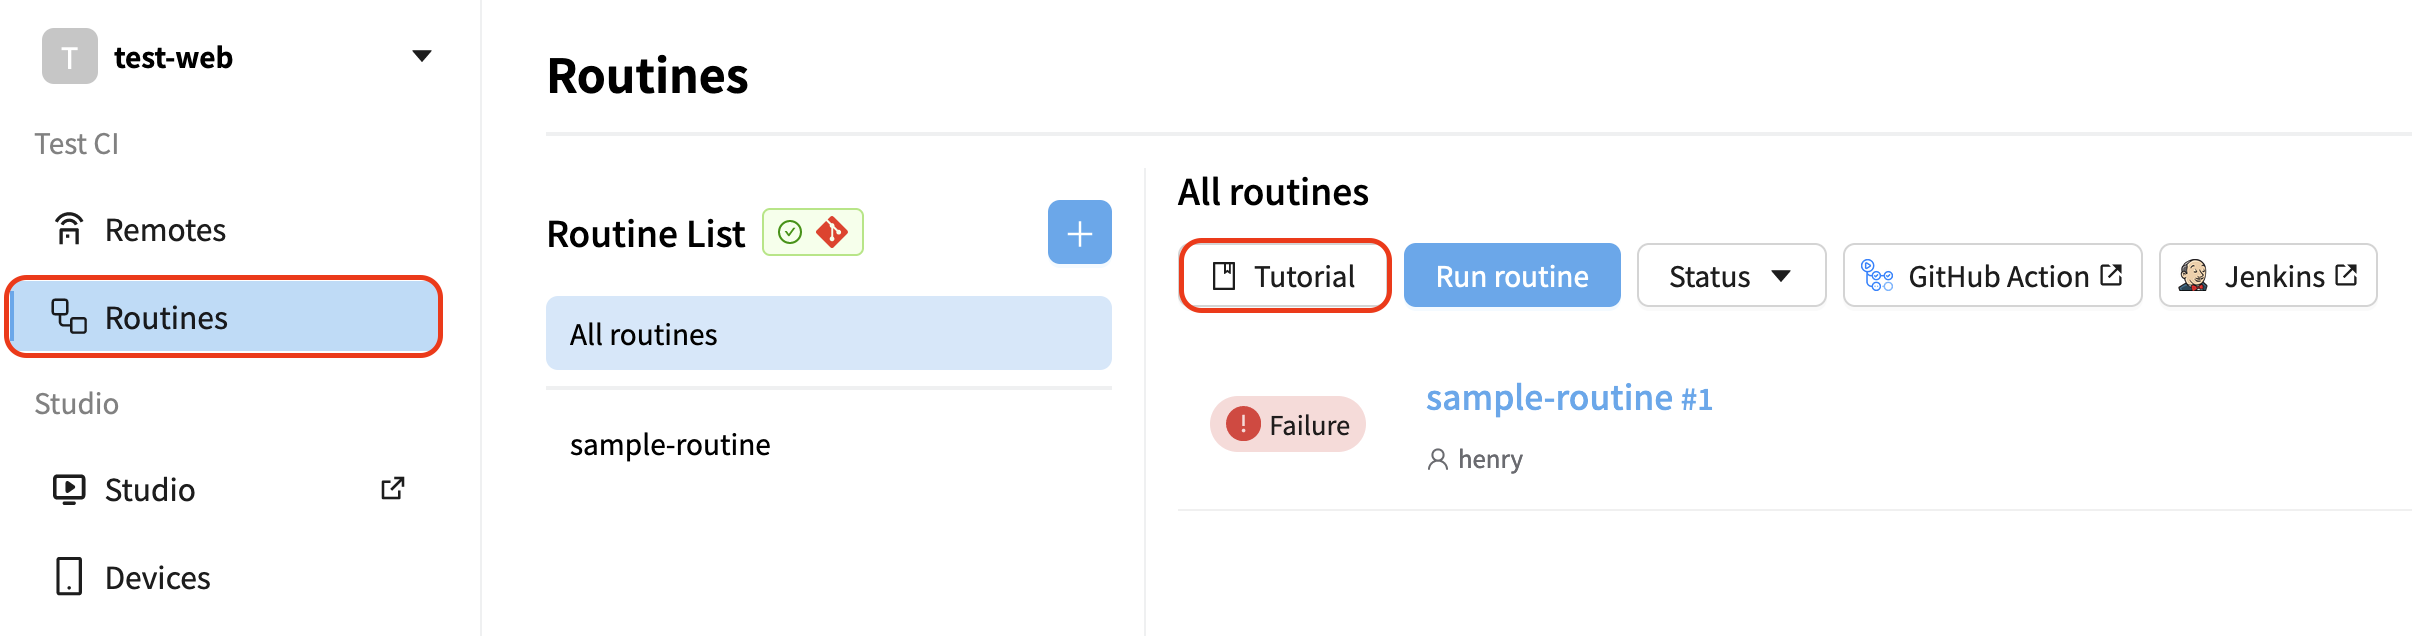 T test-web
Test CI
Remotes
Routines
Studio
Studio
Devices
Routines
Routine List
All routines
sample-routine
All routines
Tutorial Run routine Status GitHub Action Jenkins
Failure
sample-routine #1
henry